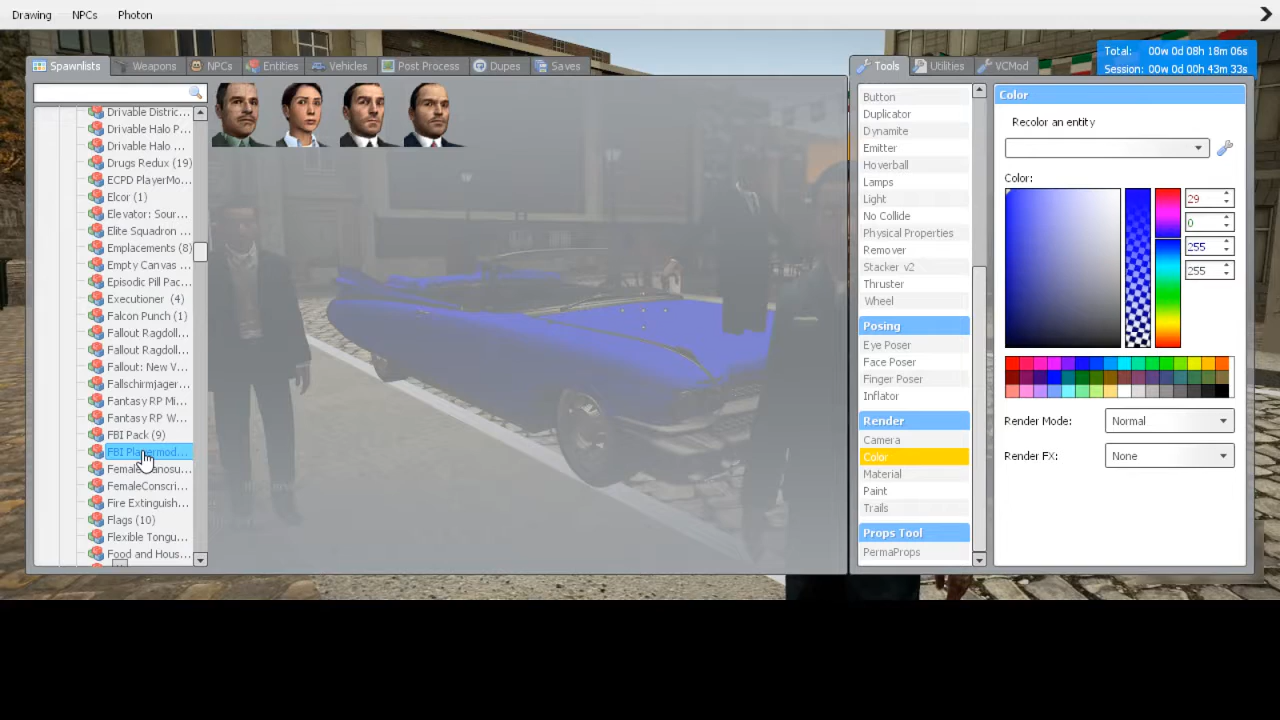 Drawing NPCs Photon
Total: 00w 0d 08h 18m 06s
Session: 00w 0d 00h 43m 33s
Spawnlists Weapons NPCs Entities Vehicles Post Process Dupes Saves
Drivable Distric...
Drivable Halo P...
Drivable Halo ...
Drugs Redux (19)
ECPD PlayerMo...
Elcor (1)
Elevator: Sour...
Elite Squadron ...
Emplacements (8)
Empty Canvas ...
Episodic Pill Pac...
Executioner (4)
Falcon Punch (1)
Fallout Ragdoll...
Fallout Ragdoll...
Fallout: New V...
Fallschirmjager...
Fantasy RP Mi...
Fantasy RP W...
FBI Pack (9)
FBI Playermod...
FemaleConscri...
Fire Extinguish...
Flags (10)
Flexible Tongu...
Food and Hous...
Tools Utilities VCMod
Button
Duplicator
Dynamite
Emitter
Hoverball
Lamps
Light
No Collide
Physical Properties
Remover
Stacker v2
Thruster
Wheel
Posing
Eye Poser
Face Poser
Finger Poser
Inflator
Render
Camera
Color
Material
Paint
Trails
Props Tool
PermaProps
Color
Recolor an entity
Color:
29
0
255
255
Render Mode: Normal
Render FX: None